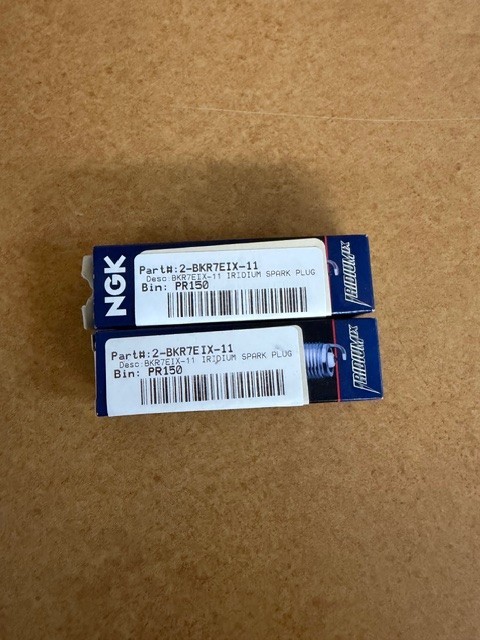 NGK
Part#:2-BKR7EIX-11
Desc:BKR7EIX-11 IRIDIUM SPARK PLUG
Bin: PR150
IRIDIUM IX
Part#:2-BKR7EIX-11
Desc:BKR7EIX-11 IRIDIUM SPARK PLUG
Bin: PR150
IRIDIUM IX